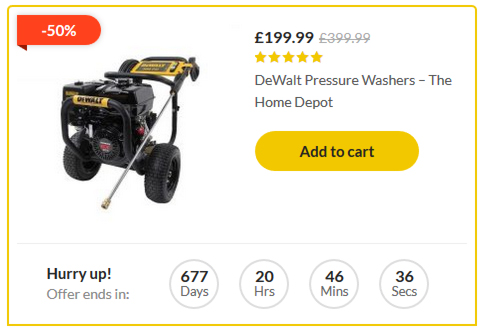 -50%
£199.99 £399.99
DeWalt Pressure Washers – The
Home Depot
DEWALT
Add to cart
Hurry up!
Offer ends in:
677
Days
20
Hrs
46
Mins
36
Secs